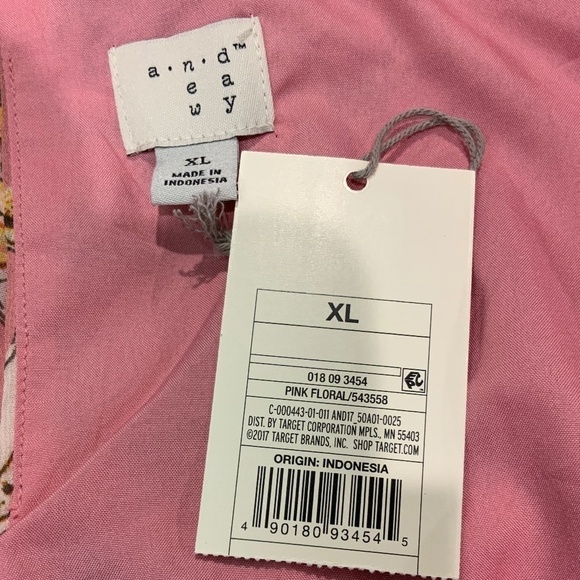 a · n · d™
e a
w y
XL
MADE IN
INDONESIA
XL
018 09 3454
PINK FLORAL/543558
C-000443-01-011 AND17_50A01-0025
DIST. BY TARGET CORPORATION MPLS., MN 55403
©2017 TARGET BRANDS, INC. SHOP TARGET.COM
ORIGIN: INDONESIA
4 90180 93454 5